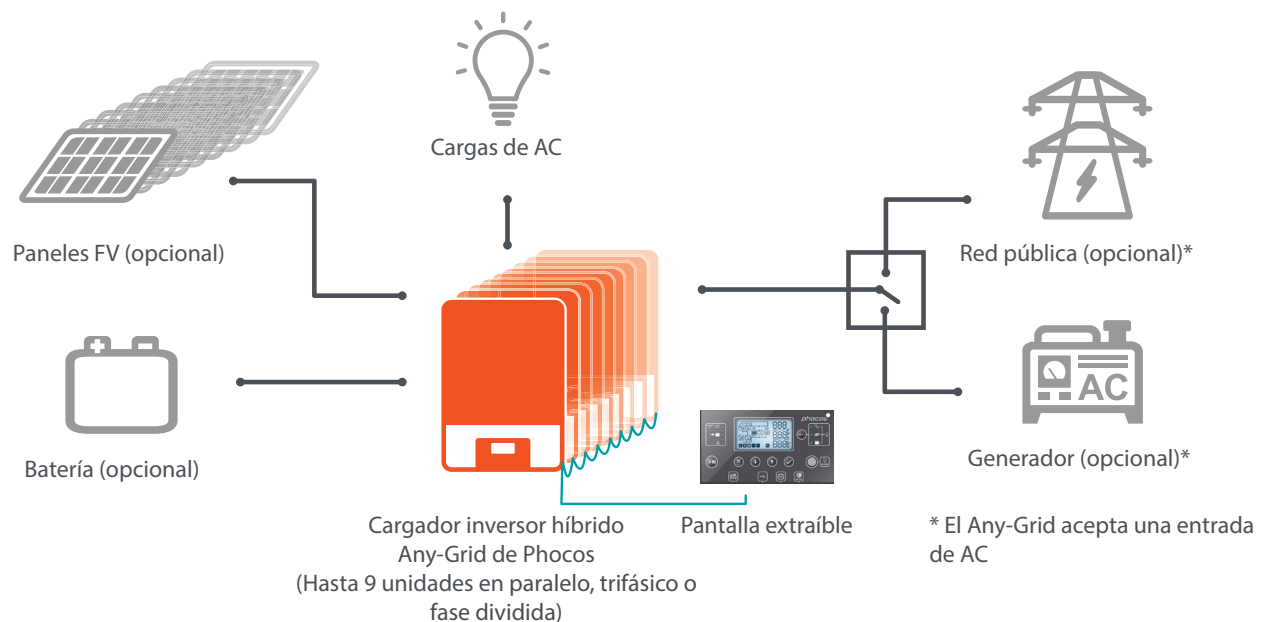 Cargas de AC
Paneles FV (opcional)
Red pública (opcional)*
AC
phocos
Batería (opcional)
Generador (opcional)*
Cargador inversor híbrido
Any-Grid de Phocos
(Hasta 9 unidades en paralelo, trifásico o
fase dividida)
Pantalla extraíble
* El Any-Grid acepta una entrada
de AC